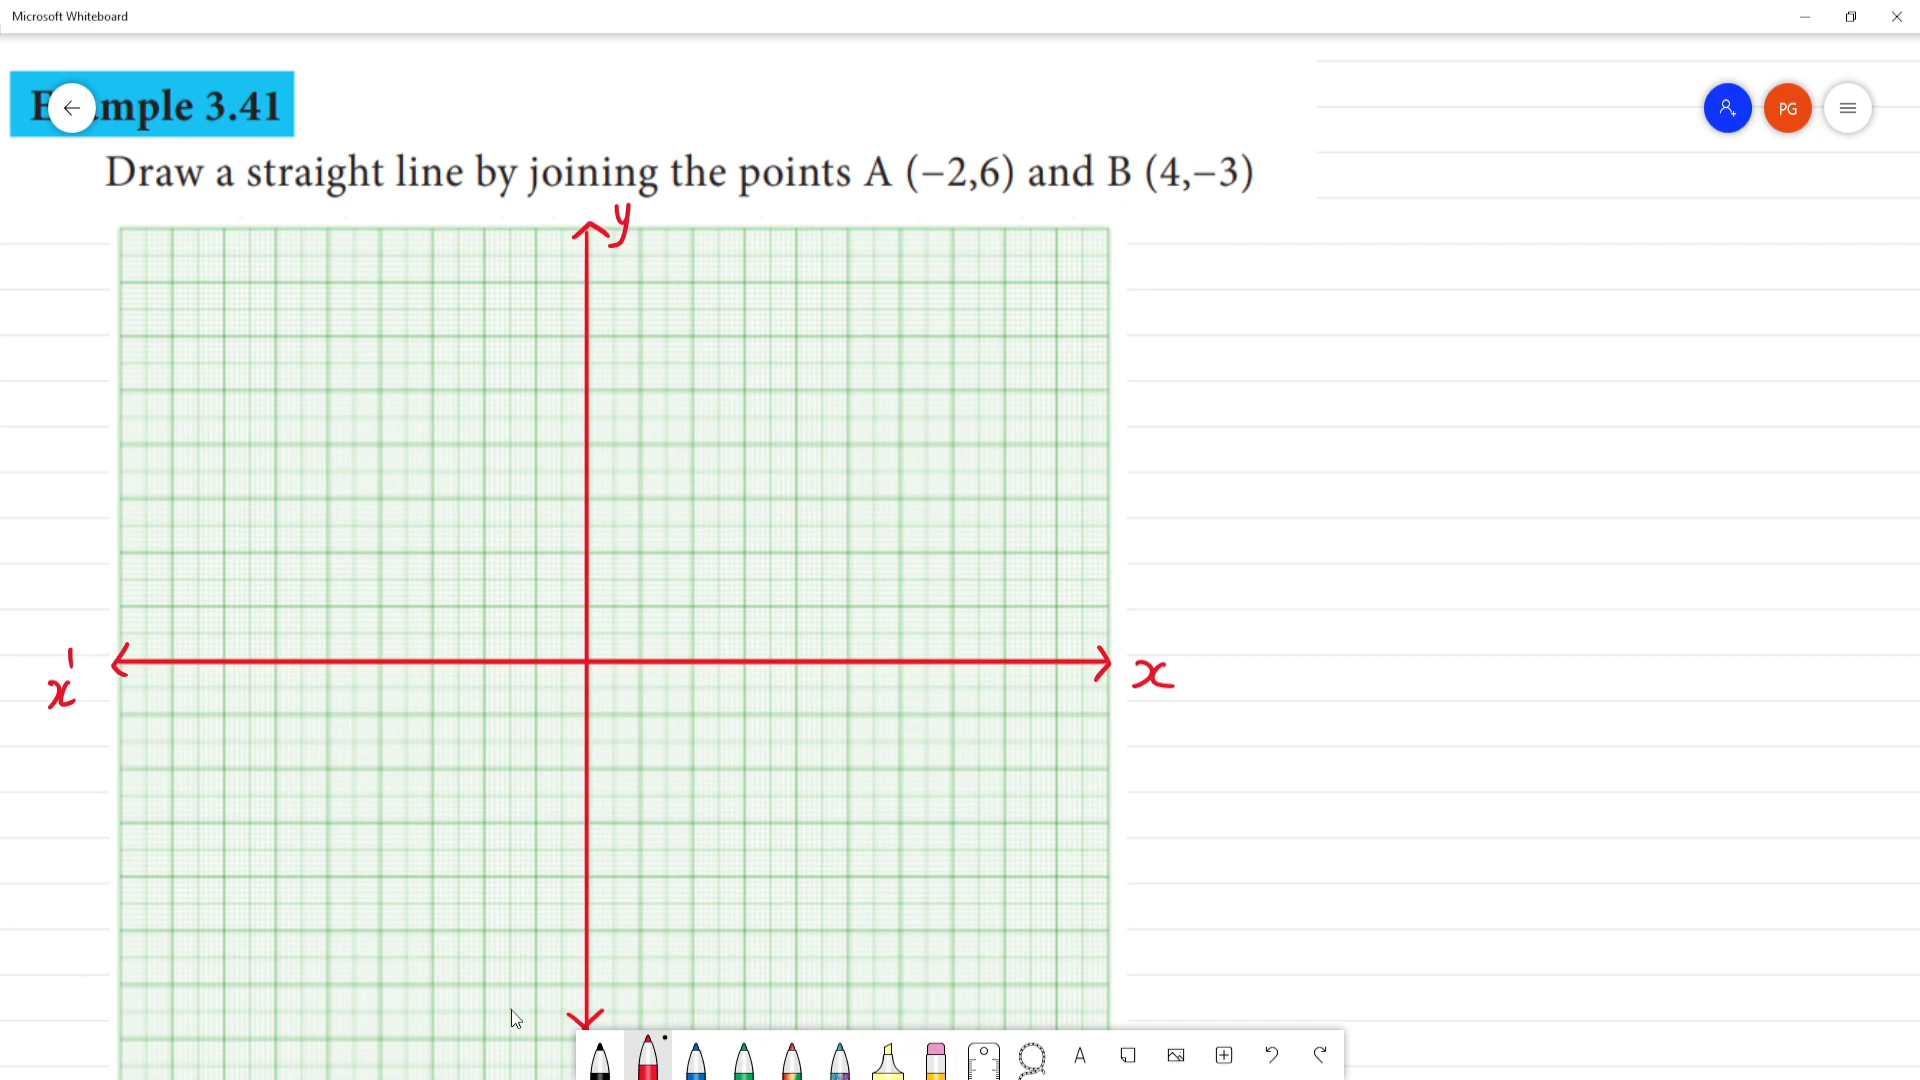 Microsoft Whiteboard
mple 3.41
PG
Draw a straight line by joining the points A (−2,6) and B (4,−3)
y
x'
x
A